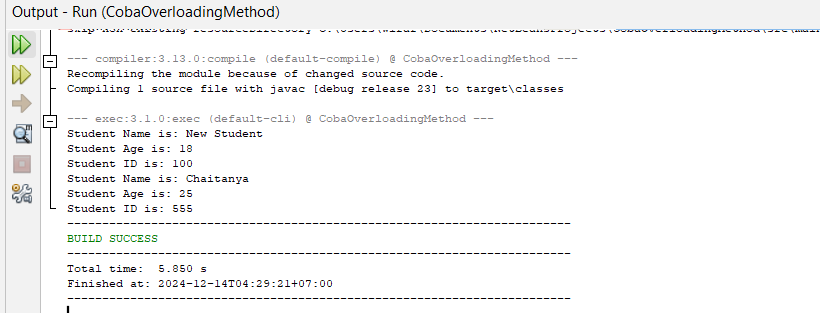 Output - Run (CobaOverloadingMethod)
--- compiler:3.13.0:compile (default-compile) @ CobaOverloadingMethod ---
Recompiling the module because of changed source code.
Compiling 1 source file with javac [debug release 23] to target\classes
--- exec:3.1.0:exec (default-cli) @ CobaOverloadingMethod ---
Student Name is: New Student
Student Age is: 18
Student ID is: 100
Student Name is: Chaitanya
Student Age is: 25
Student ID is: 555
------------------------------------------------------------------------
BUILD SUCCESS
------------------------------------------------------------------------
Total time:  5.850 s
Finished at: 2024-12-14T04:29:21+07:00
------------------------------------------------------------------------